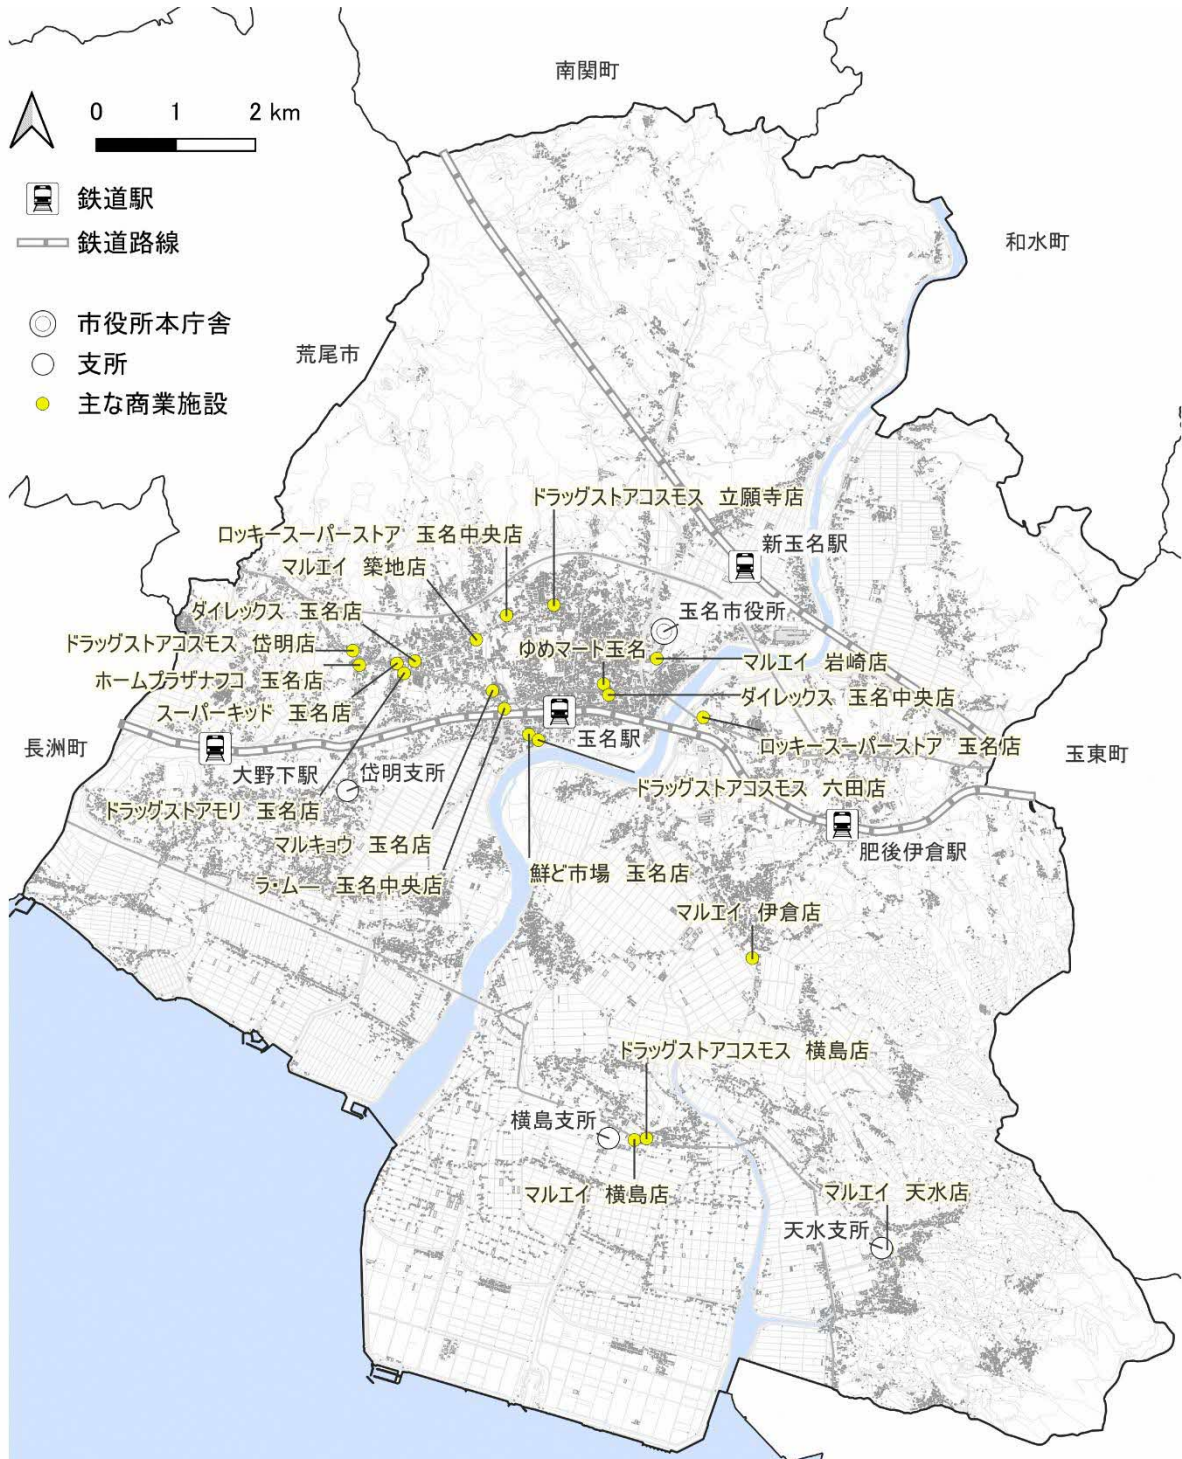 南関町
0 1 2 km
鉄道駅
鉄道路線
和水町
市役所本庁舎
荒尾市
支所
主な商業施設
ドラッグストアコスモス 立願寺店
ロッキースーパーストア 玉名中央店
新玉名駅
マルエイ 築地店
ダイレックス 玉名店
玉名市役所
ドラッグストアコスモス 岱明店
ゆめマート玉名
マルエイ 岩崎店
ホームプラザナフコ 玉名店
ダイレックス 玉名中央店
スーパーキッド 玉名店
長洲町
玉名駅
ロッキースーパーストア 玉名店
玉東町
大野下駅
岱明支所
ドラッグストアコスモス 六田店
ドラッグストアモリ 玉名店
マルキョウ 玉名店
肥後伊倉駅
鮮ど市場 玉名店
ラ・ムー 玉名中央店
マルエイ 伊倉店
ドラッグストアコスモス 横島店
横島支所
マルエイ 横島店
マルエイ 天水店
天水支所